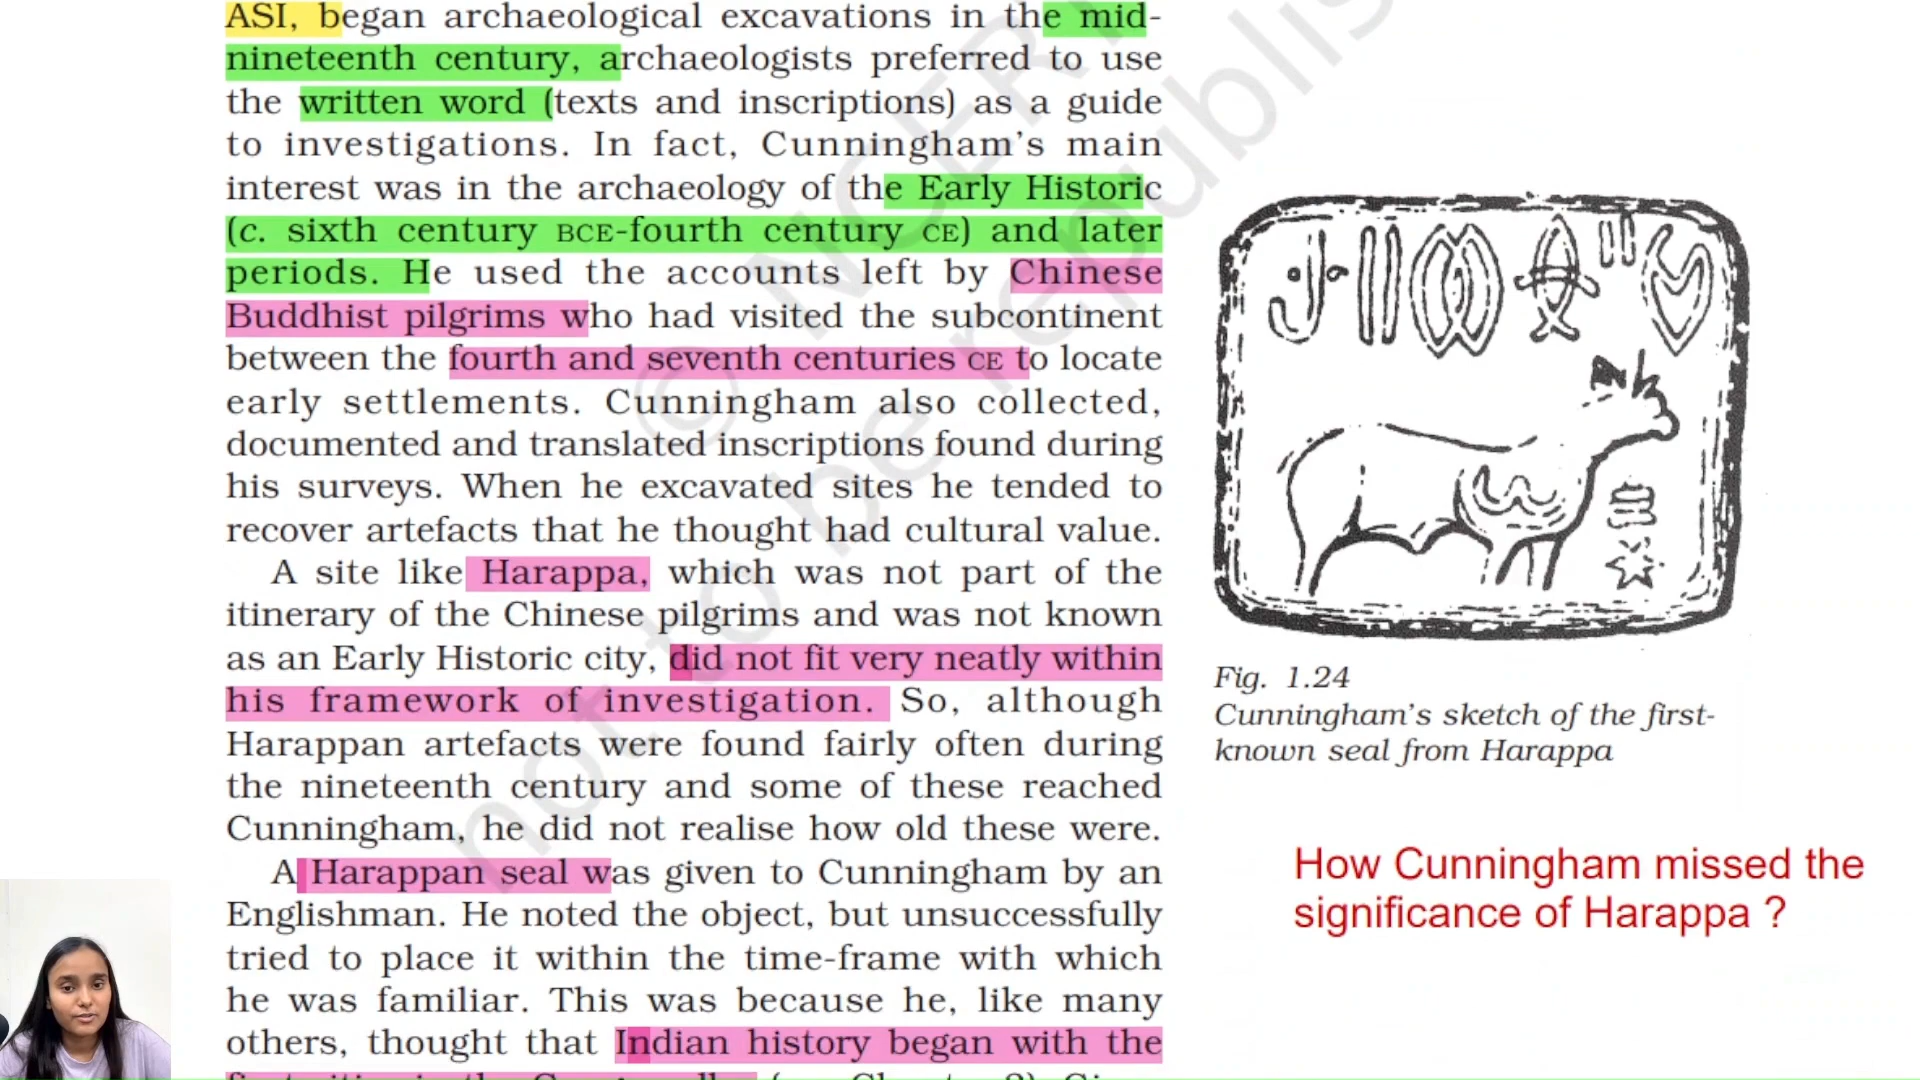 ASI, began archaeological excavations in the mid-
nineteenth century, archaeologists preferred to use
the written word (texts and inscriptions) as a guide
to investigations. In fact, Cunningham's main
interest was in the archaeology of the Early Historic
(c. sixth century BCE-fourth century CE) and later
periods. He used the accounts left by Chinese
Buddhist pilgrims who had visited the subcontinent
between the fourth and seventh centuries CE to locate
early settlements. Cunningham also collected,
documented and translated inscriptions found during
his surveys. When he excavated sites he tended to
recover artefacts that he thought had cultural value.
A site like Harappa, which was not part of the
itinerary of the Chinese pilgrims and was not known
as an Early Historic city, did not fit very neatly within
his framework of investigation. So, although
Harappan artefacts were found fairly often during
the nineteenth century and some of these reached
Cunningham, he did not realise how old these were.
A Harappan seal was given to Cunningham by an
Englishman. He noted the object, but unsuccessfully
tried to place it within the time-frame with which
he was familiar. This was because he, like many
others, thought that Indian history began with the
Fig. 1.24
Cunningham's sketch of the first-
known seal from Harappa
How Cunningham missed the
significance of Harappa ?
© NCER
not to be republis